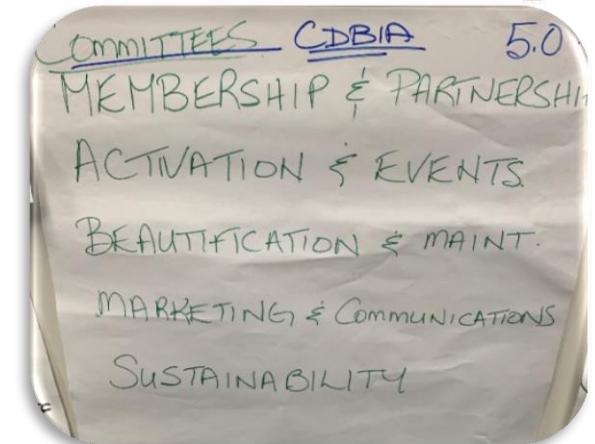 COMMITTEES CDBIA 5.0
MEMBERSHIP & PARTNERSHI
ACTIVATION & EVENTS
BEAUTIFICATION & MAINT.
MARKETING & COMMUNICATIONS
SUSTAINABILITY